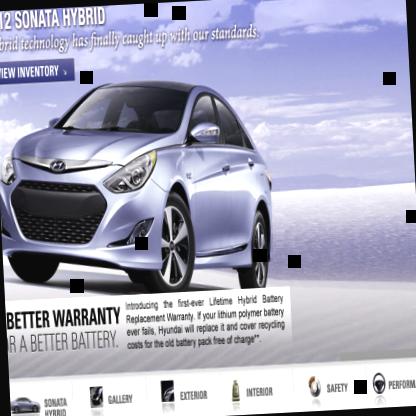 12 SONATA HYBRID
brid technology has finally caught up with our standards.
VIEW INVENTORY
BETTER WARRANTY
R A BETTER BATTERY.
Introducing the first-ever Lifetime Hybrid Battery
Replacement Warranty. If your lithium polymer battery
ever fails, Hyundai will replace it and cover recycling
costs for the old battery pack free of charge**.
SONATA
HYBRID
GALLERY
EXTERIOR
INTERIOR
SAFETY
PERFORM